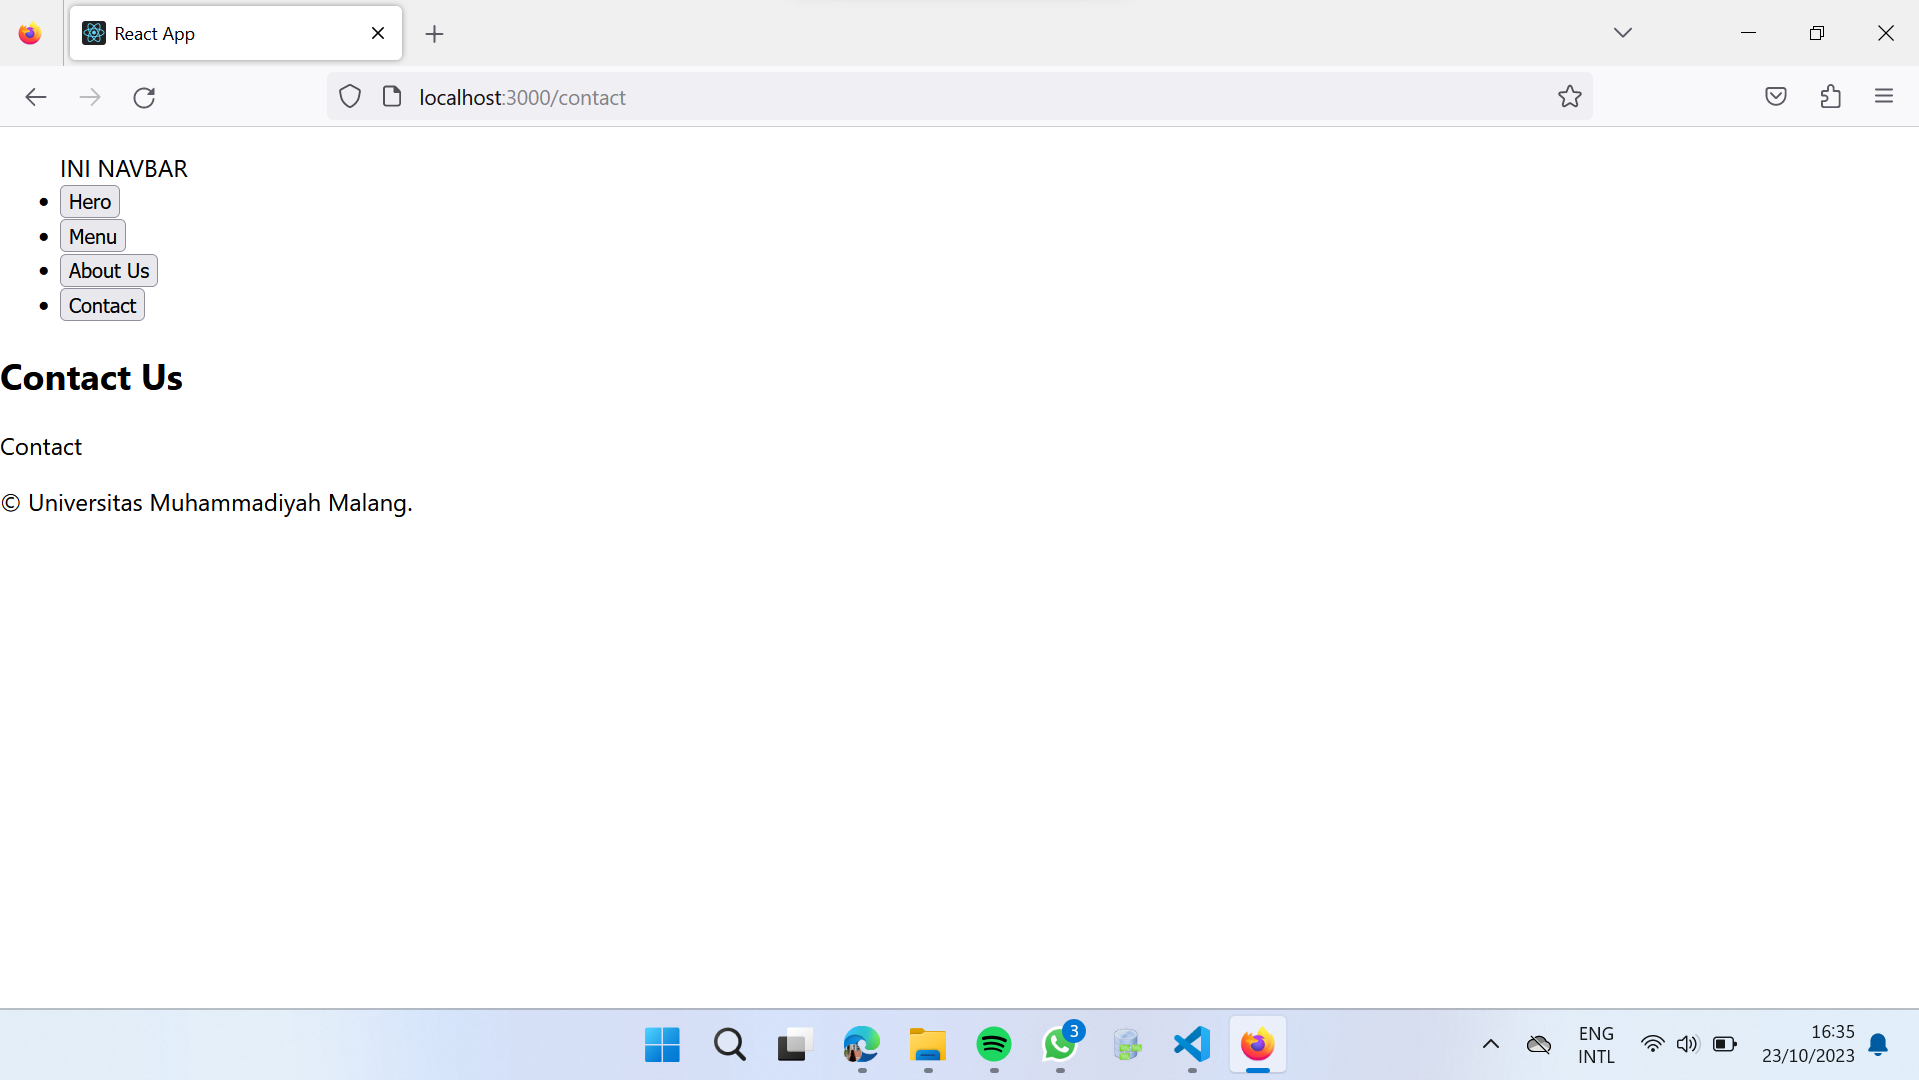 React App
localhost:3000/contact
INI NAVBAR
Hero
Menu
About Us
Contact
Contact Us
Contact
© Universitas Muhammadiyah Malang.
3
ENG
INTL
16:35
23/10/2023